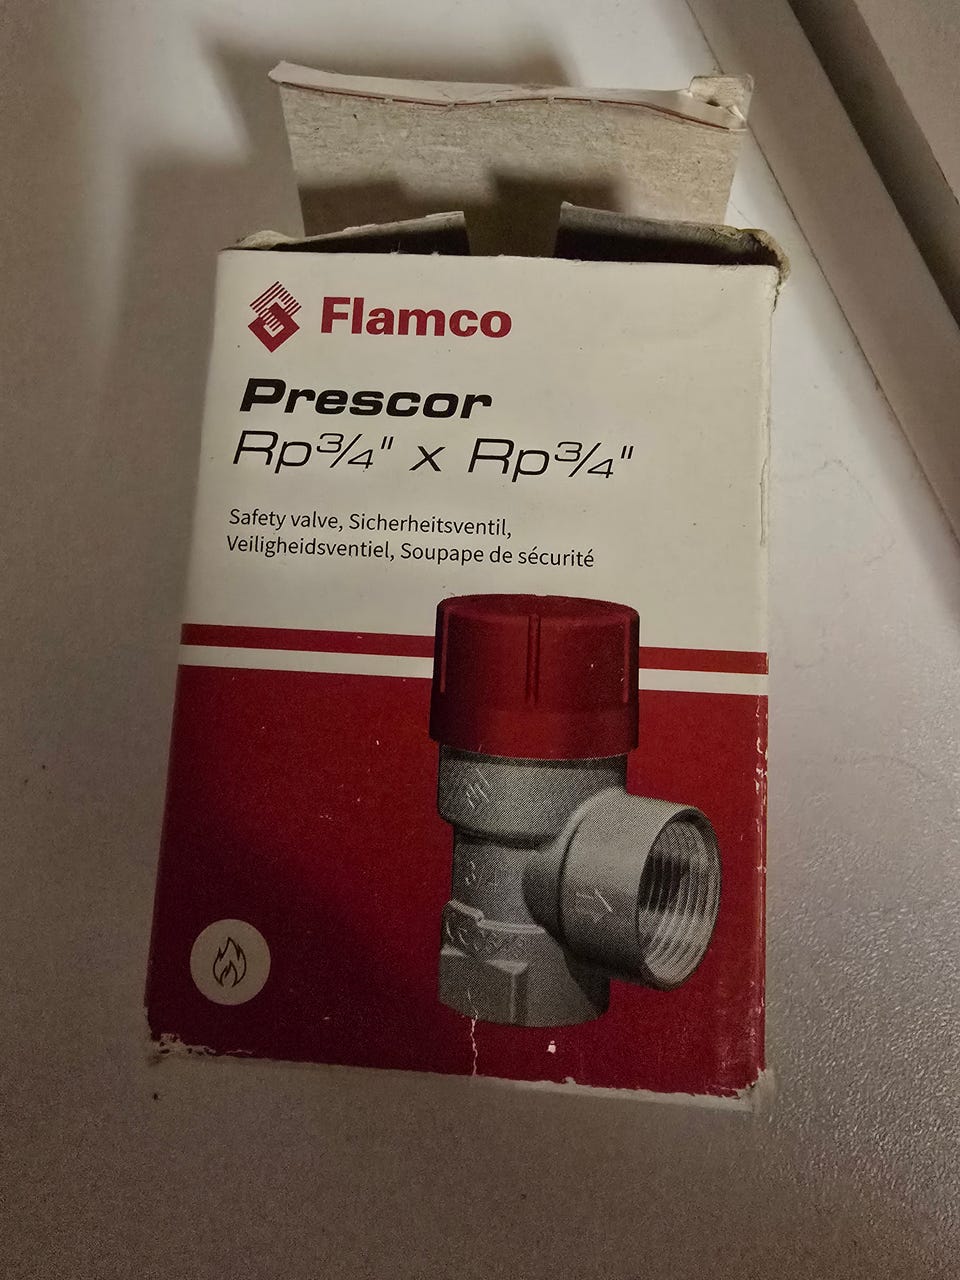 Flamco
Prescor
Rp¾" x Rp¾"
Safety valve, Sicherheitsventil,
Veiligheidsventiel, Soupape de sécurité